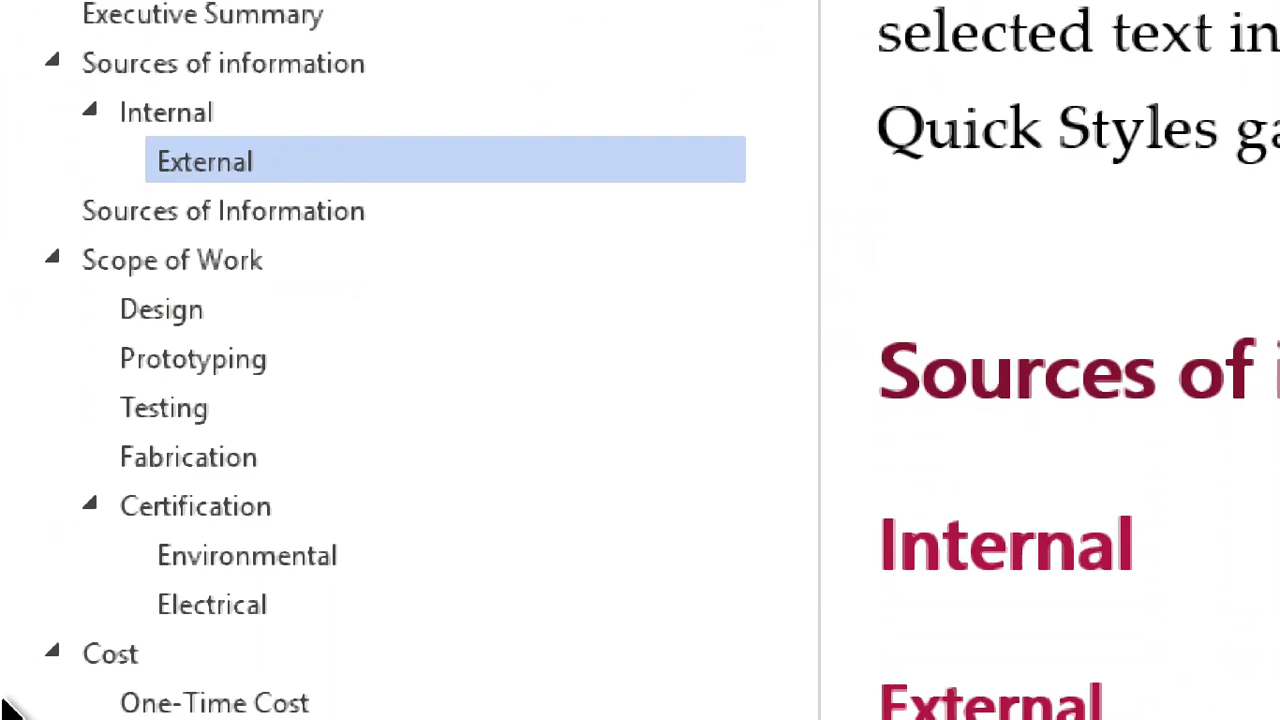 Executive Summary
Sources of information
Internal
External
Sources of Information
Scope of Work
Design
Prototyping
Testing
Fabrication
Certification
Environmental
Electrical
Cost
One-Time Cost
selected text in
Quick Styles ga
Sources of i
Internal
External